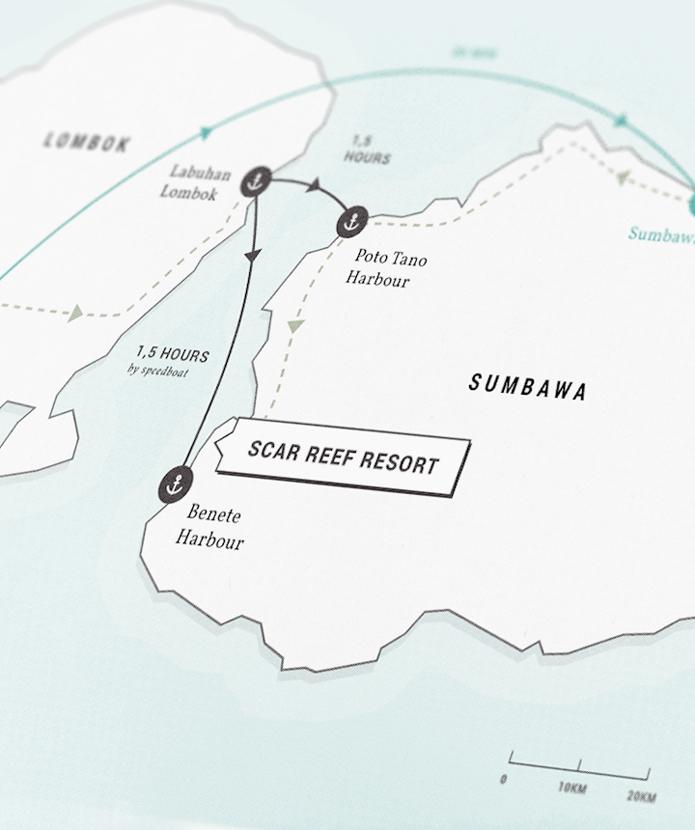 LOMBOK
1,5
HOURS
Labuhan
Lombok
Poto Tano
Harbour
1,5 HOURS
by speedboat
SUMBAWA
SCAR REEF RESORT
Benete
Harbour
0
10KM
20KM